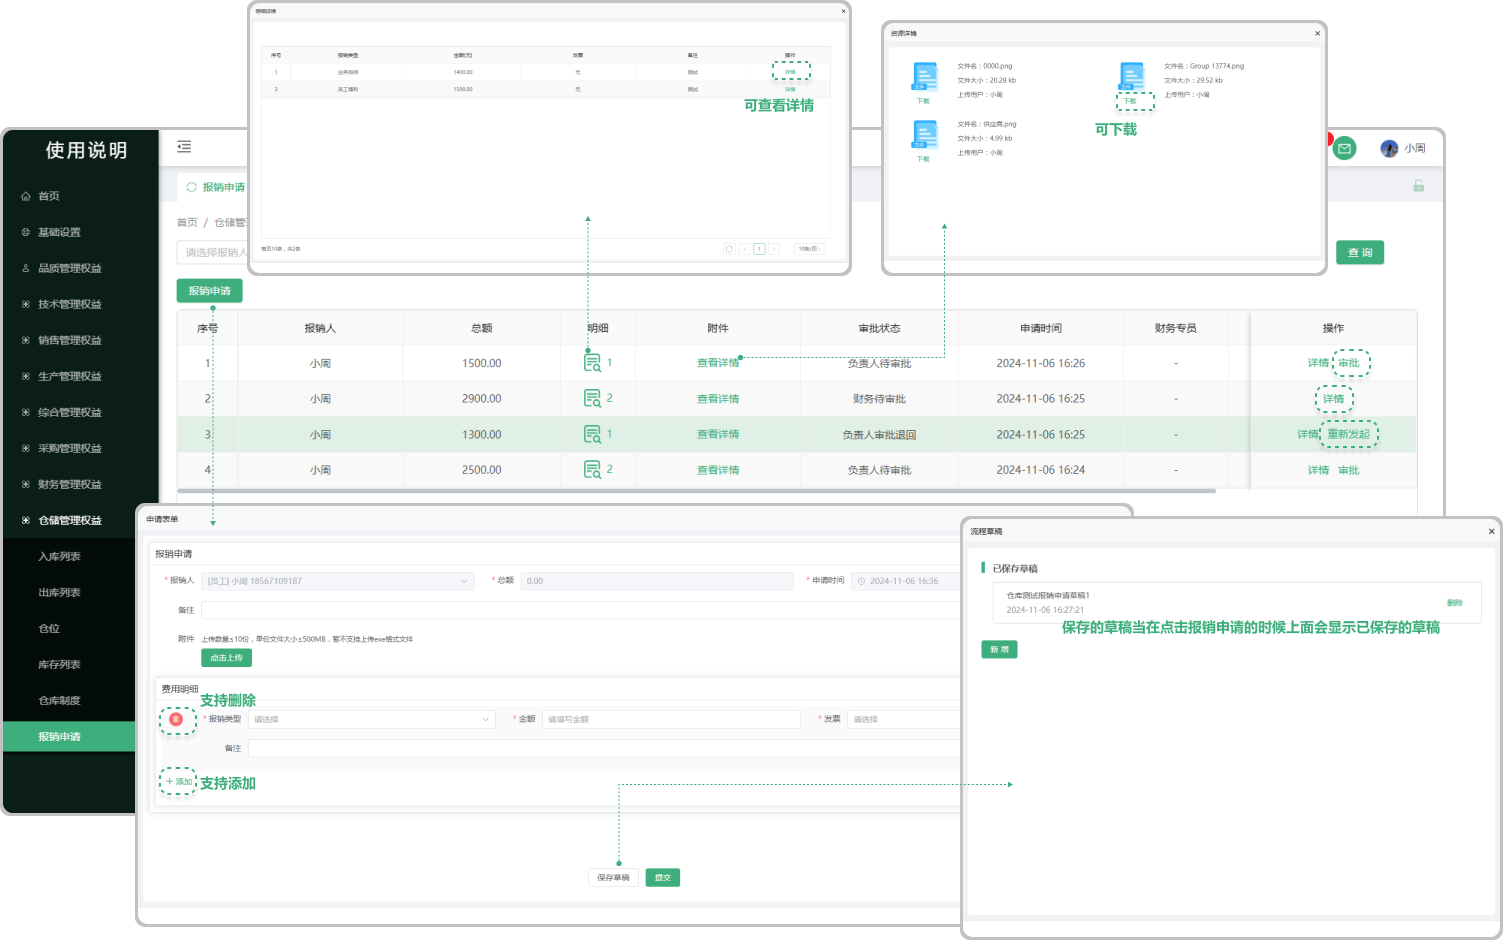 明细详情
序号 报销类型 金额(元) 发票 备注 操作
1 业务招待 1400.00 无 测试 详情
2 员工福利 1500.00 无 测试 详情
可查看详情
每页10条，共2条
1
10条/页
资源详情
文件名：0000.png
文件大小：20.28 kb
上传用户：小周
文件
下载
文件名：Group 13774.png
文件大小：29.52 kb
上传用户：小周
文件
下载
可下载
文件名：供应商.png
文件大小：4.99 kb
上传用户：小周
文件
下载
使用说明
首页
基础设置
品质管理权益
技术管理权益
销售管理权益
生产管理权益
综合管理权益
采购管理权益
财务管理权益
仓储管理权益
入库列表
出库列表
仓位
库存列表
仓库制度
报销申请
小周
报销申请
首页 / 仓储管
请选择报销人
查 询
报销申请
序号 报销人 总额 明细 附件 审批状态 申请时间 财务专员 操作
1 小周 1500.00 1 查看详情 负责人待审批 2024-11-06 16:26 - 详情 审批
2 小周 2900.00 2 查看详情 财务待审批 2024-11-06 16:25 - 详情
3 小周 1300.00 1 查看详情 负责人审批退回 2024-11-06 16:25 - 详情 重新发起
4 小周 2500.00 2 查看详情 负责人待审批 2024-11-06 16:24 - 详情 审批
申请表单
报销申请
* 报销人 [员工] 小周 18567109187 * 总额 0.00 * 申请时间 2024-11-06 16:36
备注
附件 上传数量≤10份，单份文件大小≤500MB，暂不支持上传exe格式文件
点击上传
费用明细
支持删除
* 报销类型 请选择 * 金额 请填写金额 * 发票 请选择
备注
+ 添加 支持添加
保存草稿 提交
流程草稿
已保存草稿
仓库测试报销申请草稿1
2024-11-06 16:27:21
删除
保存的草稿当在点击报销申请的时候上面会显示已保存的草稿
新 增